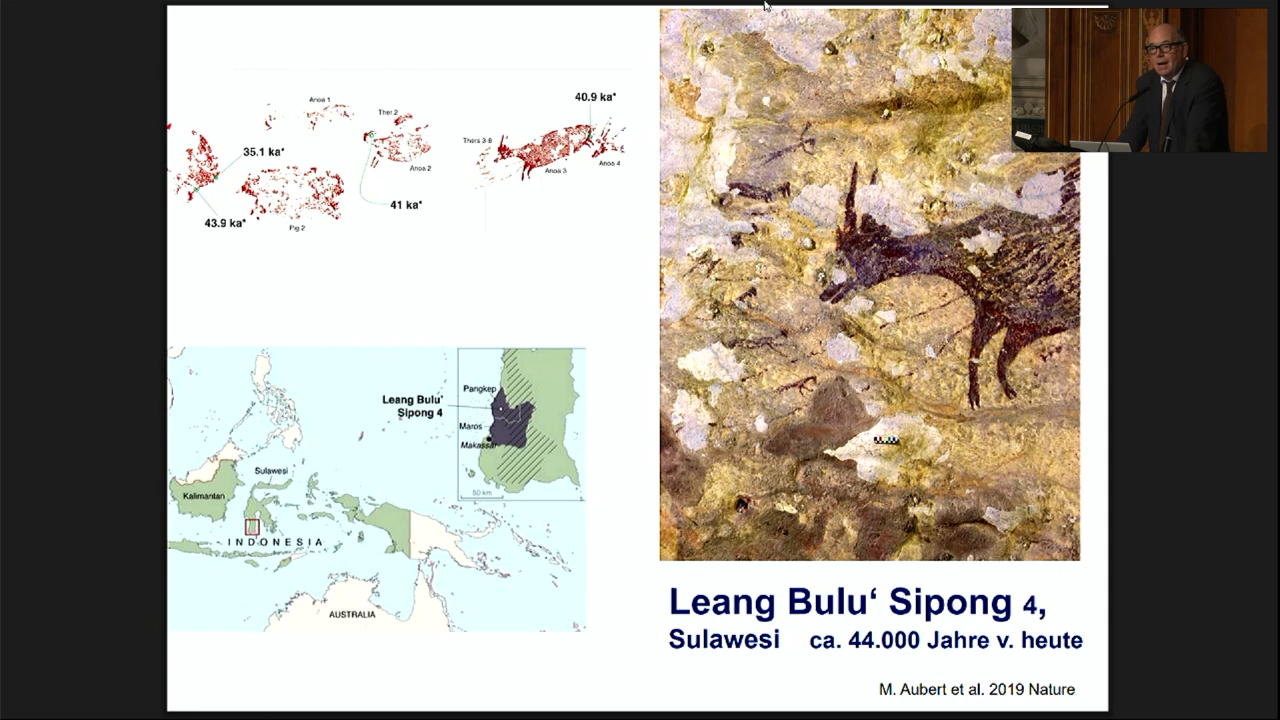 40.9 ka*
Anoa 1
Ther 2
Thers 3-8
35.1 ka*
Anoa 4
Anoa 2
Anoa 3
41 ka*
43.9 ka*
Pig 2
Pangkep
Leang Bulu'
Sipong 4
Maros
Makassar
Sulawesi
Kalimantan
50 km
INDONESIA
AUSTRALIA
Leang Bulu‘ Sipong 4,
Sulawesi ca. 44.000 Jahre v. heute
M. Aubert et al. 2019 Nature